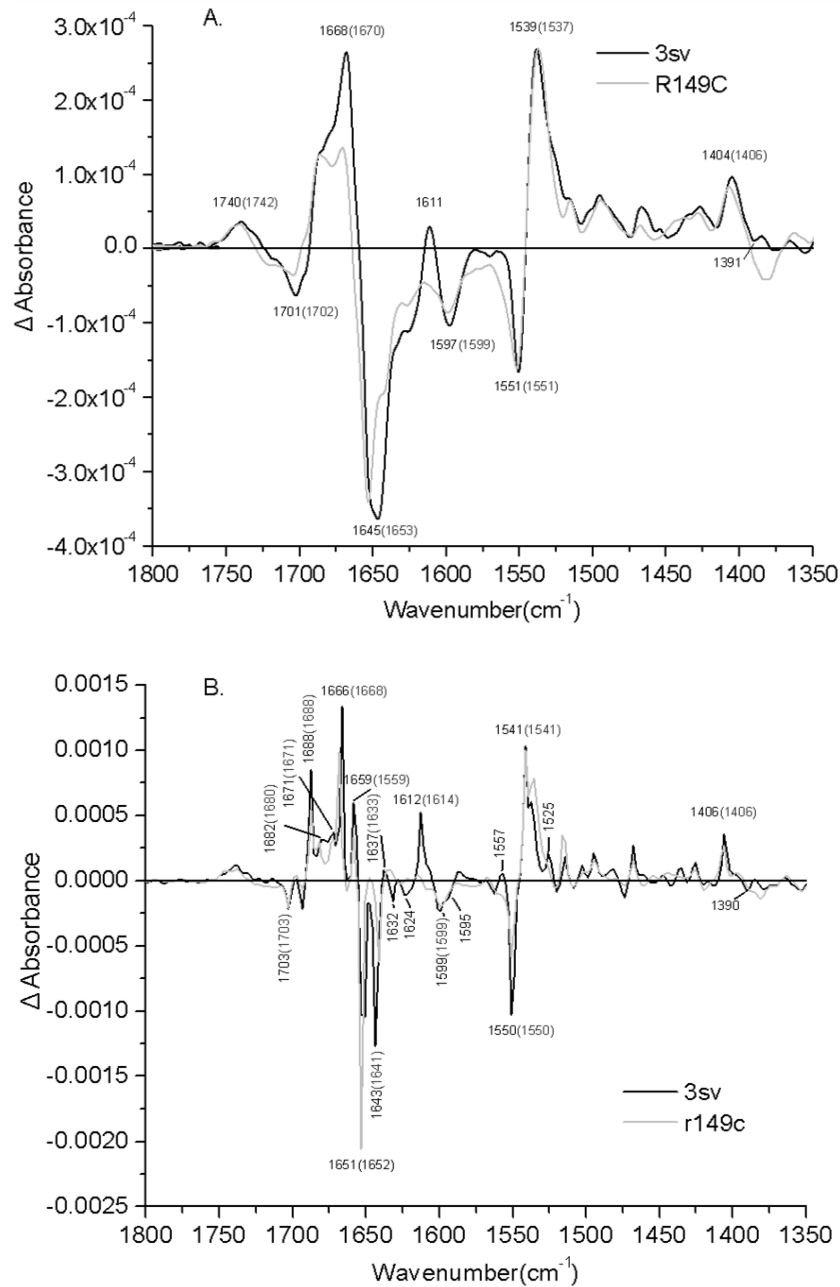 A.
1668(1670)
1539(1537)
3sv
R149C
3.0x10⁻⁴
2.0x10⁻⁴
1.0x10⁻⁴
0.0
-1.0x10⁻⁴
-2.0x10⁻⁴
-3.0x10⁻⁴
-4.0x10⁻⁴
Δ Absorbance
1740(1742)
1611
1404(1406)
1701(1702)
1597(1599)
1391
1551(1551)
1645(1653)
1800 1750 1700 1650 1600 1550 1500 1450 1400 1350
Wavenumber(cm⁻¹)
B.
1666(1668)
0.0015
0.0010
0.0005
0.0000
-0.0005
-0.0010
-0.0015
-0.0020
-0.0025
Δ Absorbance
1688(1688)
1671(1671)
1682(1680)
1659(1559)
1637(1633)
1612(1614)
1541(1541)
1557
1525
1406(1406)
1703(1703)
1632
1624
1599(1599)
1595
1390
1550(1550)
1643(1641)
1651(1652)
3sv
r149c
1800 1750 1700 1650 1600 1550 1500 1450 1400 1350
Wavenumber(cm⁻¹)